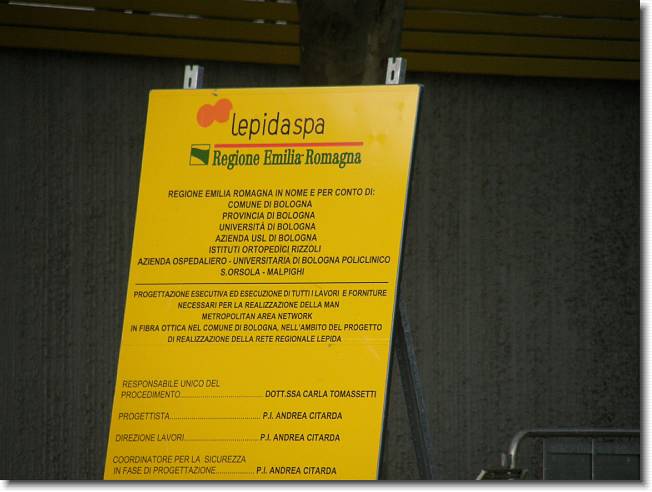 lepidaspa
Regione Emilia-Romagna
REGIONE EMILIA ROMAGNA IN NOME E PER CONTO DI:
COMUNE DI BOLOGNA
PROVINCIA DI BOLOGNA
UNIVERSITÀ DI BOLOGNA
AZIENDA USL DI BOLOGNA
ISTITUTI ORTOPEDICI RIZZOLI
AZIENDA OSPEDALIERO - UNIVERSITARIA DI BOLOGNA POLICLINICO
S.ORSOLA - MALPIGHI
PROGETTAZIONE ESECUTIVA ED ESECUZIONE DI TUTTI I LAVORI E FORNITURE
NECESSARI PER LA REALIZZAZIONE DELLA MAN
METROPOLITAN AREA NETWORK
IN FIBRA OTTICA NEL COMUNE DI BOLOGNA, NELL'AMBITO DEL PROGETTO
DI REALIZZAZIONE DELLA RETE REGIONALE LEPIDA
RESPONSABILE UNICO DEL
PROCEDIMENTO.................................... DOTT.SSA CARLA TOMASSETTI
PROGETTISTA....................................... P.I. ANDREA CITARDA
DIREZIONE LAVORI................................ P.I. ANDREA CITARDA
COORDINATORE PER LA SICUREZZA
IN FASE DI PROGETTAZIONE................. P.I. ANDREA CITARDA